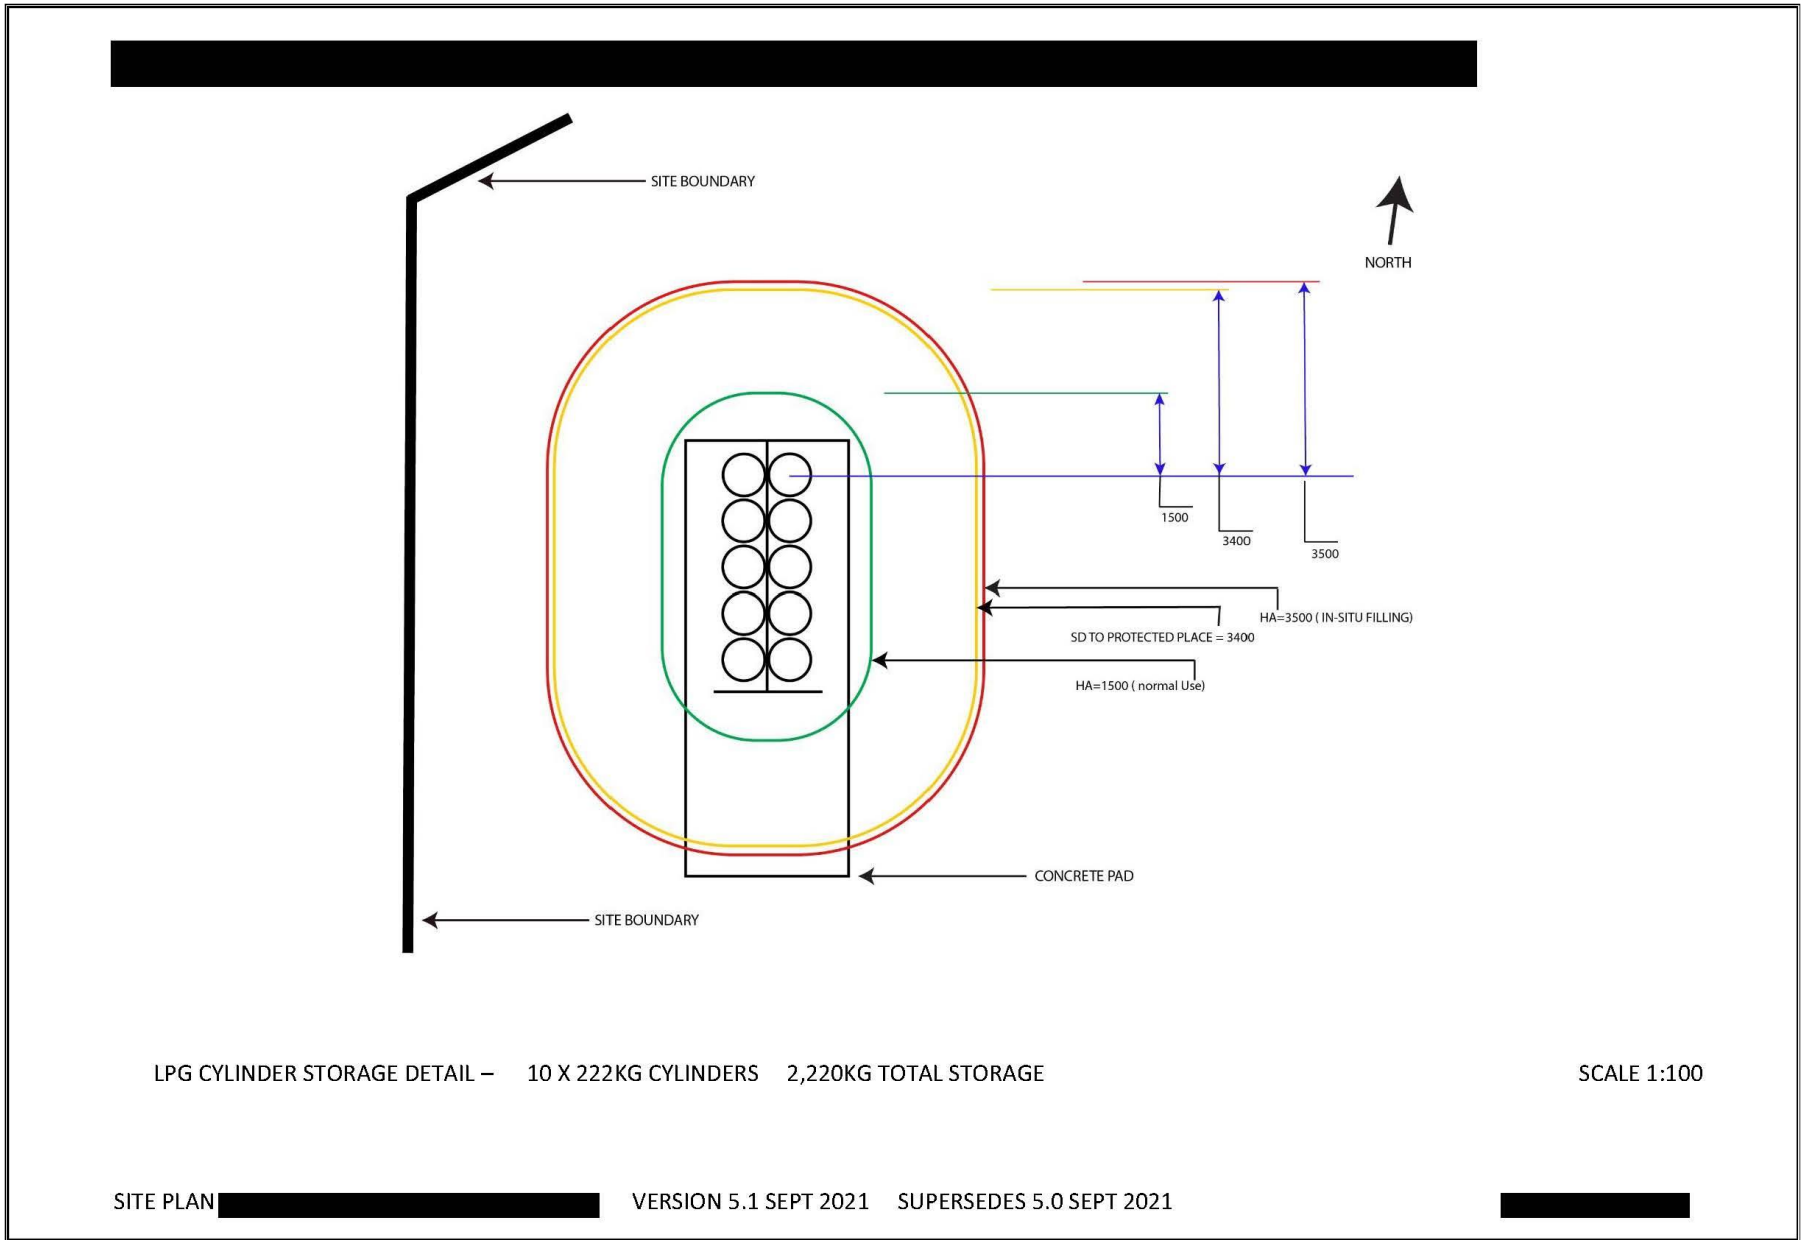 SITE BOUNDARY
NORTH
1500
3400
3500
HA=3500 ( IN-SITU FILLING)
SD TO PROTECTED PLACE = 3400
HA=1500 ( normal Use)
CONCRETE PAD
SITE BOUNDARY
LPG CYLINDER STORAGE DETAIL – 10 X 222KG CYLINDERS 2,220KG TOTAL STORAGE SCALE 1:100
SITE PLAN VERSION 5.1 SEPT 2021 SUPERSEDES 5.0 SEPT 2021